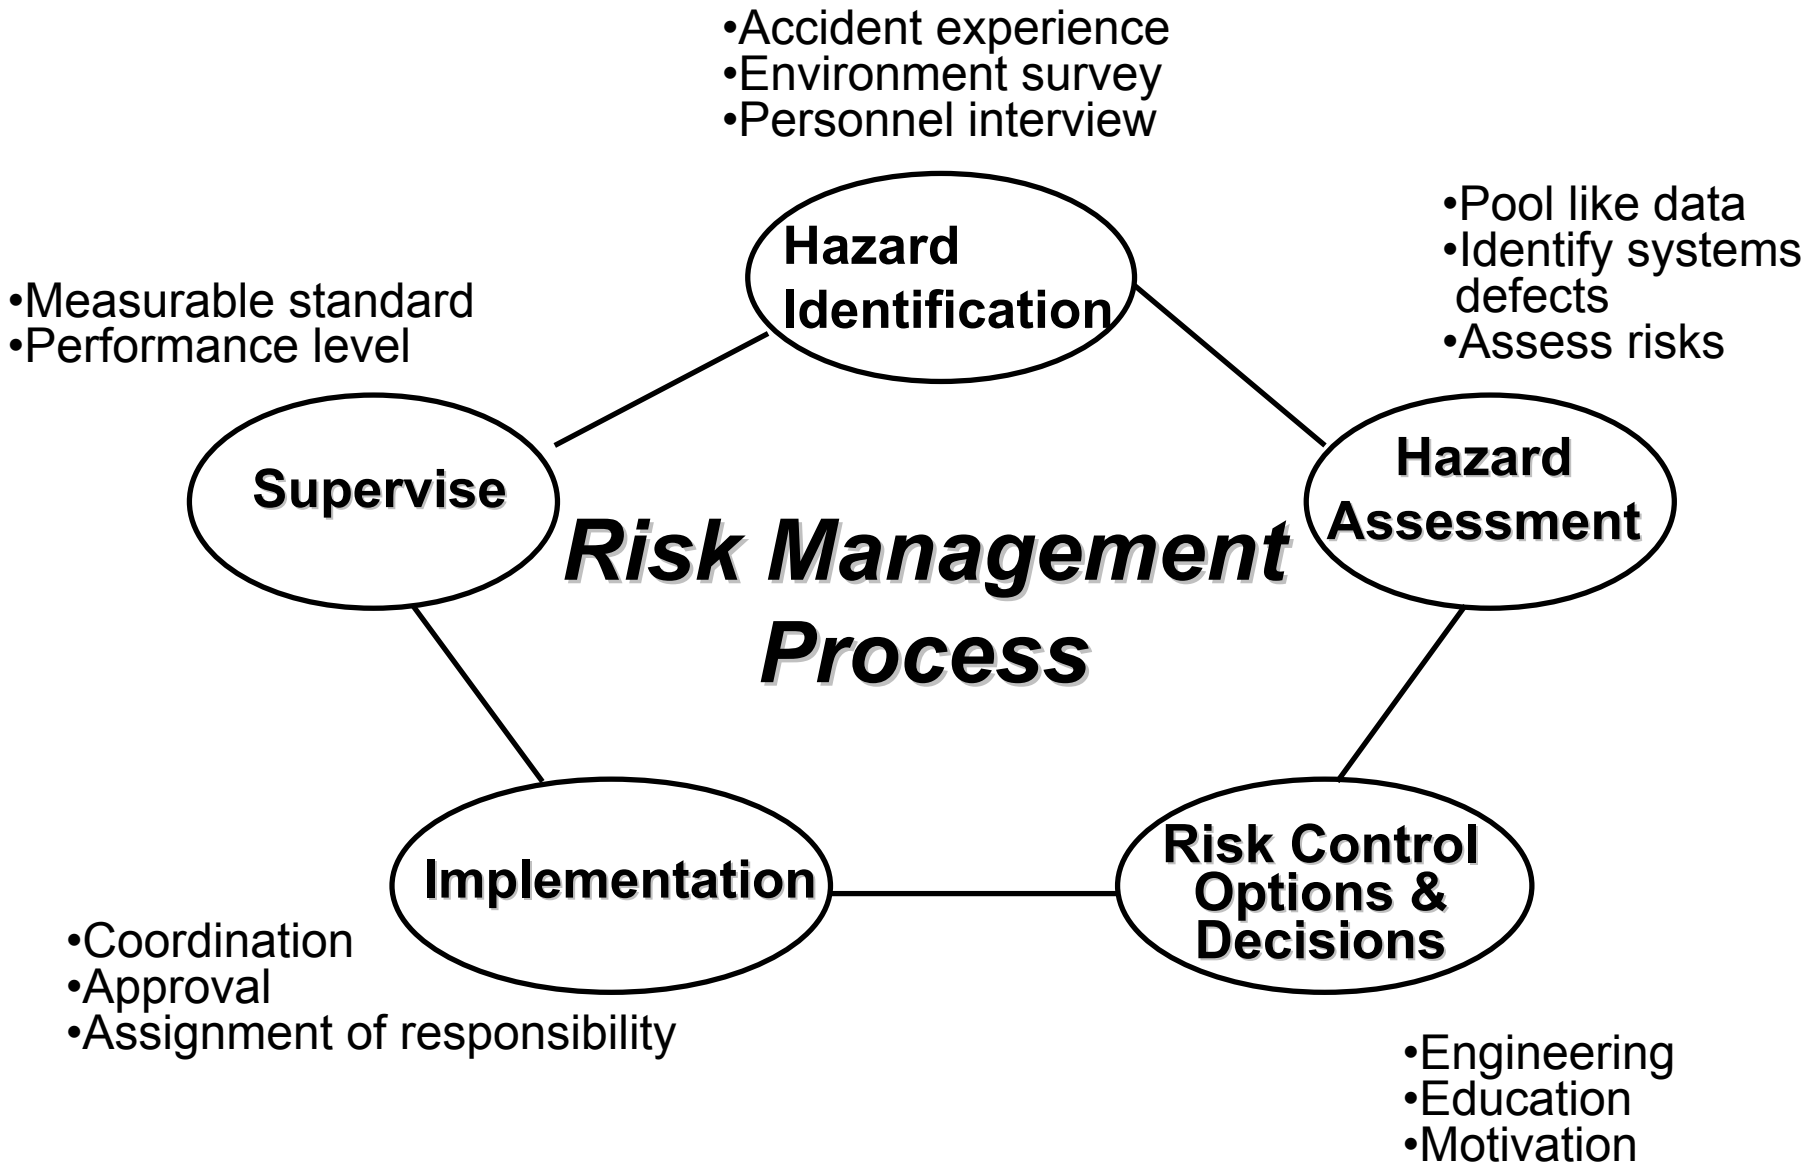 •Accident experience
•Environment survey
•Personnel interview
Hazard
Identification
•Pool like data
•Identify systems
defects
•Assess risks
Hazard
Assessment
•Measurable standard
•Performance level
Supervise
Risk Management
Process
Risk Control
Options &
Decisions
•Engineering
•Education
•Motivation
Implementation
•Coordination
•Approval
•Assignment of responsibility